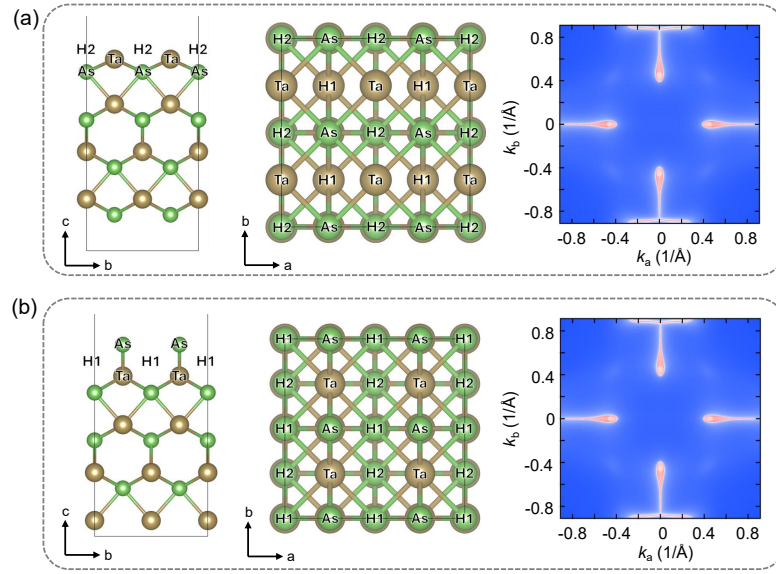 (a)
H2 H2 H2
Ta Ta
As As As
c
b
H2 As H2 As H2
Ta H1 Ta H1 Ta
H2 As H2 As H2
Ta H1 Ta H1 Ta
H2 As H2 As H2
b
a
0.8
0.4
0
-0.4
-0.8
k_b (1/Å)
-0.8 -0.4 0 0.4 0.8
k_a (1/Å)
(b)
As As
H1 H1 H1
Ta Ta
c
b
H1 As H1 As H1
H2 Ta H2 Ta H2
H1 As H1 As H1
H2 Ta H2 Ta H2
H1 As H1 As H1
b
a
0.8
0.4
0
-0.4
-0.8
k_b (1/Å)
-0.8 -0.4 0 0.4 0.8
k_a (1/Å)